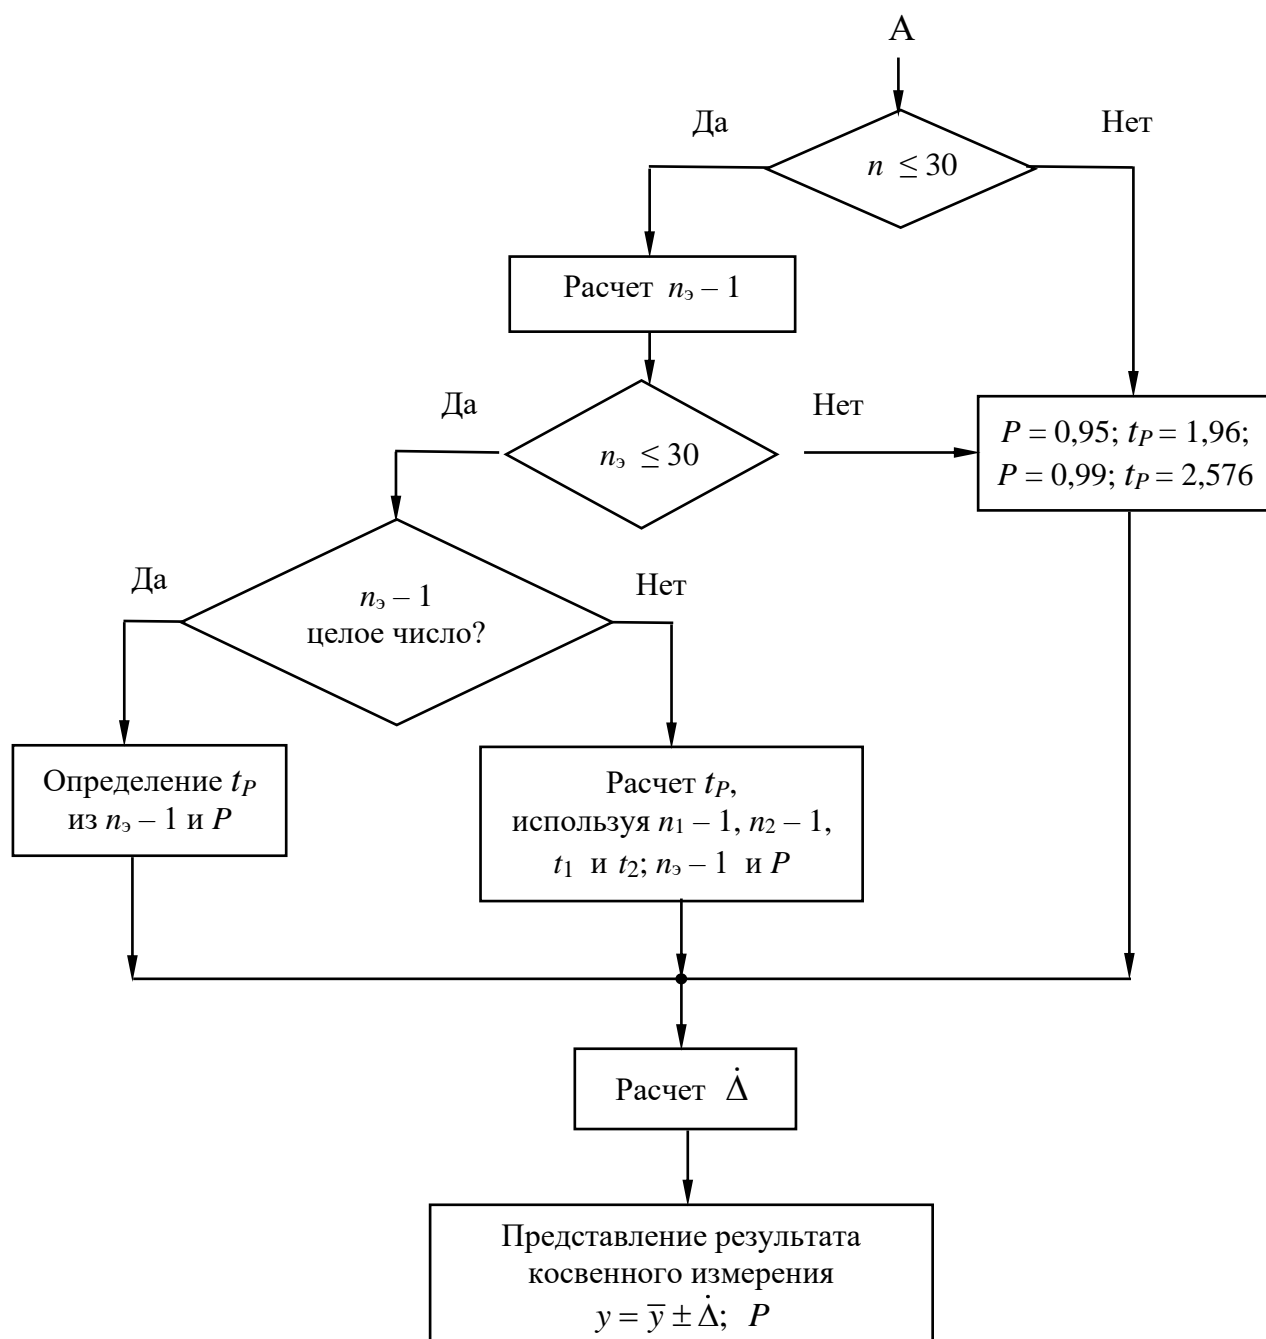 A
Да
Нет
n ≤ 30
Расчет nэ – 1
Да
Нет
nэ ≤ 30
P = 0,95; tP = 1,96;
P = 0,99; tP = 2,576
Да
Нет
nэ – 1
целое число?
Определение tP
из nэ – 1 и P
Расчет tP,
используя n1 – 1, n2 – 1,
t1 и t2; nэ – 1 и P
Расчет Δ̇
Представление результата
косвенного измерения
y = y̅ ± Δ̇; P